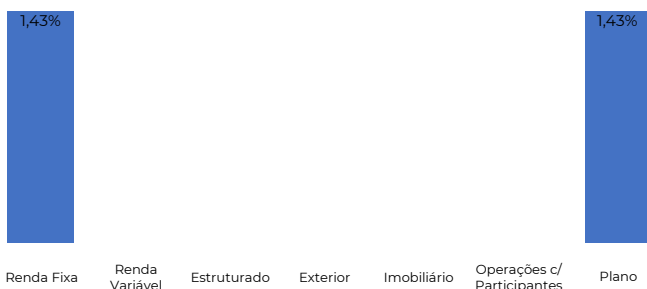 1,43%
1,43%
Renda Fixa
Renda
Variável
Estruturado
Exterior
Imobiliário
Operações c/
Participantes
Plano